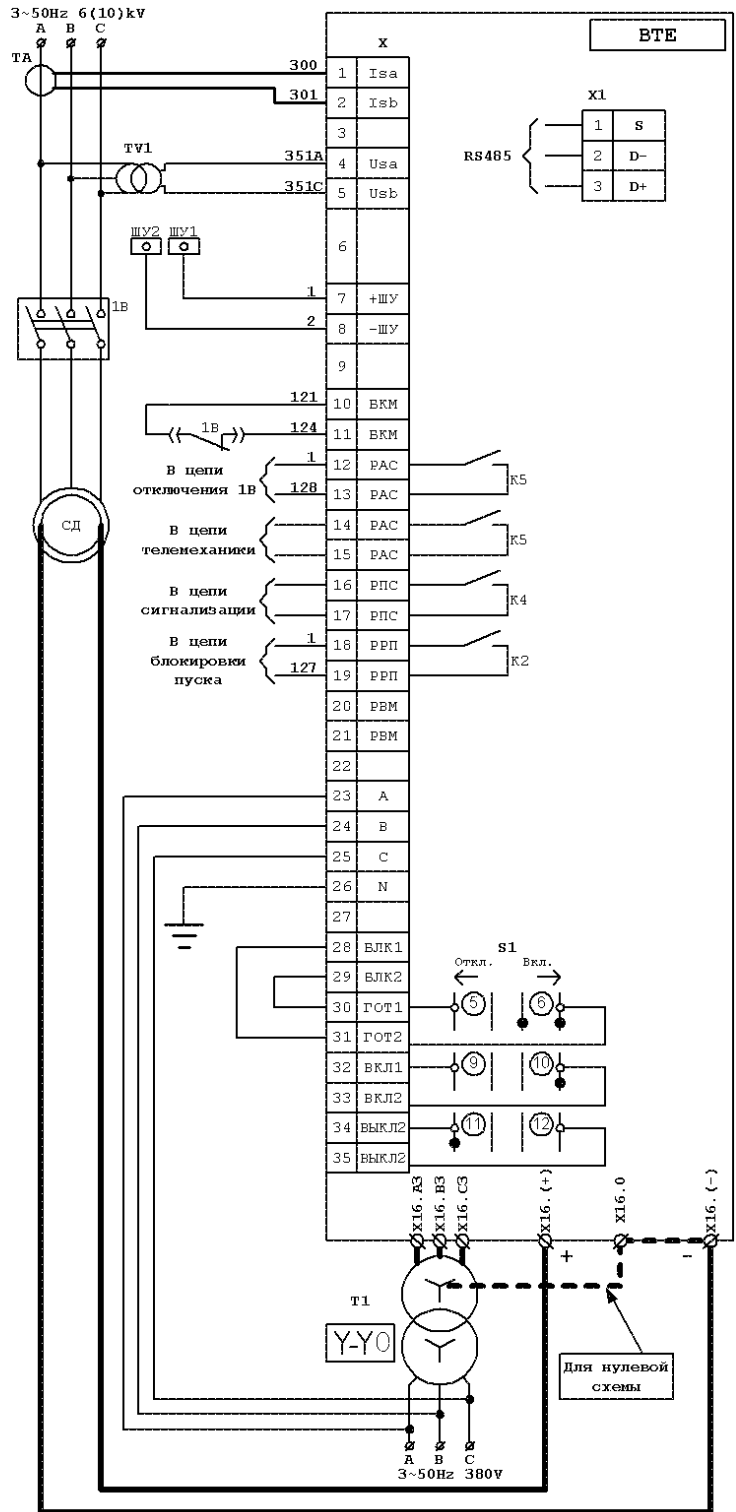 3~50Hz 6(10)kV
A B C
BTE
TA
X
X1
300 1 Isa
301 2 Isb
3
1 S
RS485 2 D-
3 D+
TV1
351A 4 Usa
351C 5 Usb
ШУ2 ШУ1
6
1 7 +ШУ
2 8 -ШУ
1В
9
121 10 ВКМ
1В 124 11 ВКМ
В цепи отключения 1В
1 12 РАС
128 13 РАС
К5
В цепи телемеханики
14 РАС
15 РАС
К5
СД
В цепи сигнализации
16 РПС
17 РПС
К4
В цепи блокировки пуска
1 18 РРП
127 19 РРП
К2
20 РВМ
21 РВМ
22
23 A
24 B
25 C
26 N
27
28 БЛК1
29 БЛК2
S1
Откл. Вкл.
30 ГОТ1 5 6
31 ГОТ2
32 ВКЛ1 9 10
33 ВКЛ2
34 ВЫКЛ2 11 12
35 ВЫКЛ2
X16.A3 X16.B3 X16.C3 X16.(+) X16.0 X16.(-)
+ -
T1
Y-Y0
Для нулевой
схемы
A B C
3~50Hz 380V